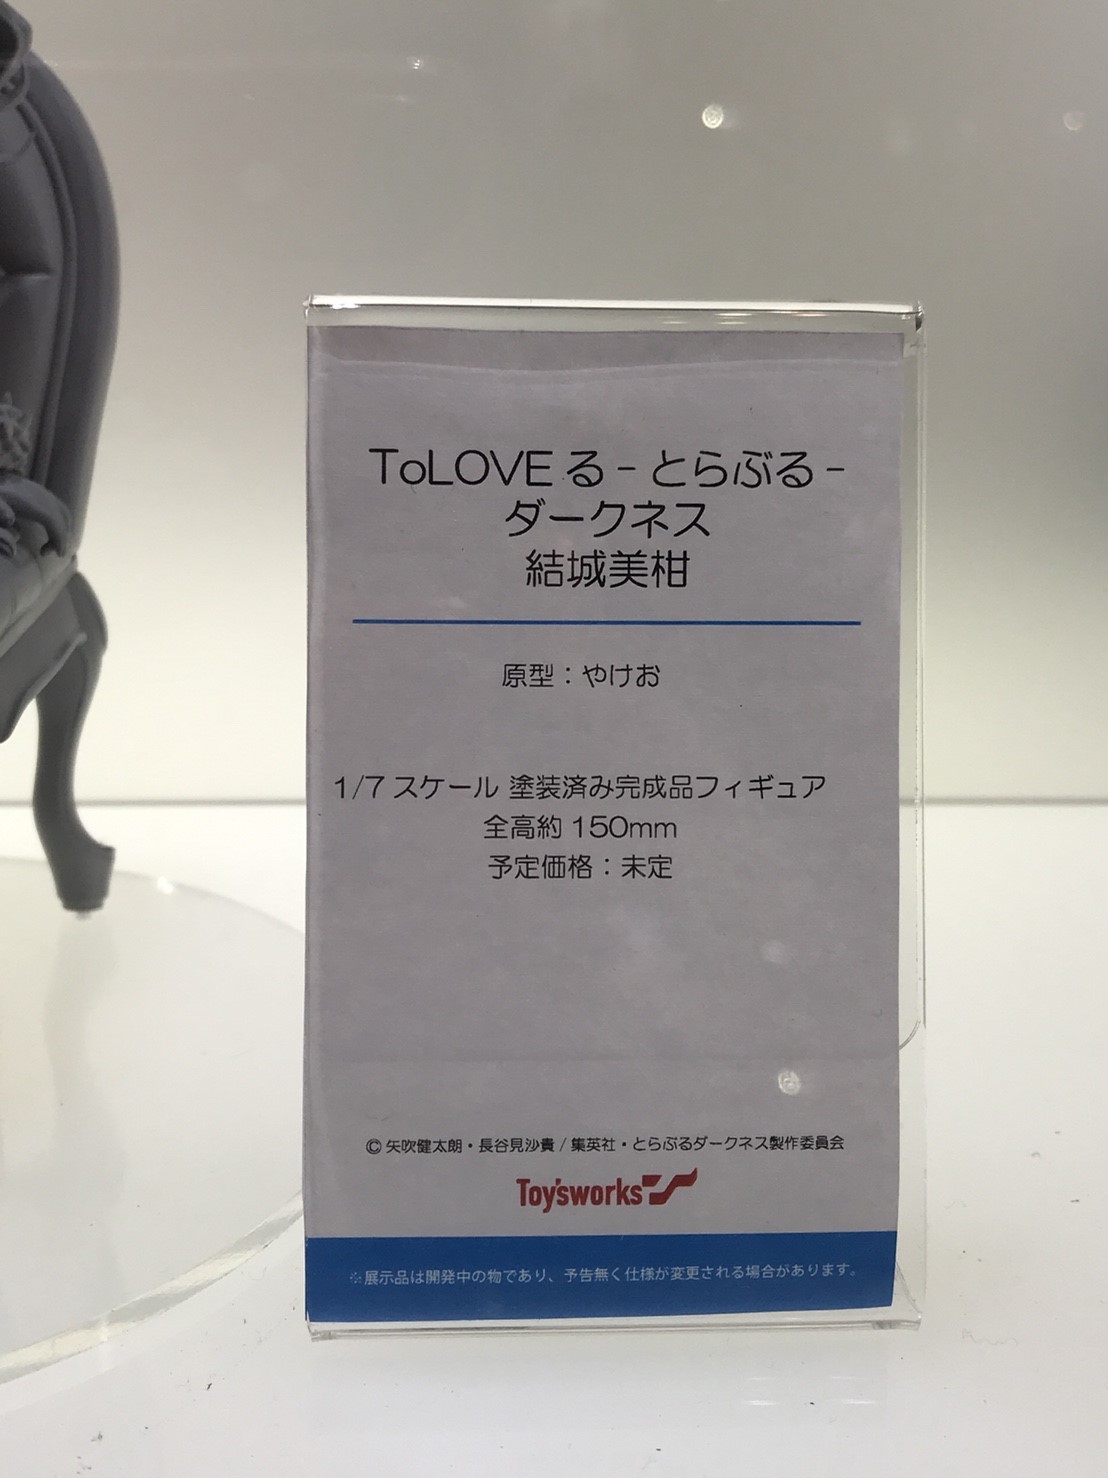 ToLOVEる-とらぶる-
ダークネス
結城美柑
原型：やけお
1/7スケール 塗装済み完成品フィギュア
全高約150mm
予定価格：未定
©矢吹健太朗・長谷見沙貴/集英社・とらぶるダークネス製作委員会
Toy'sworks
※展示品は開発中の物であり、予告無く仕様が変更される場合があります。